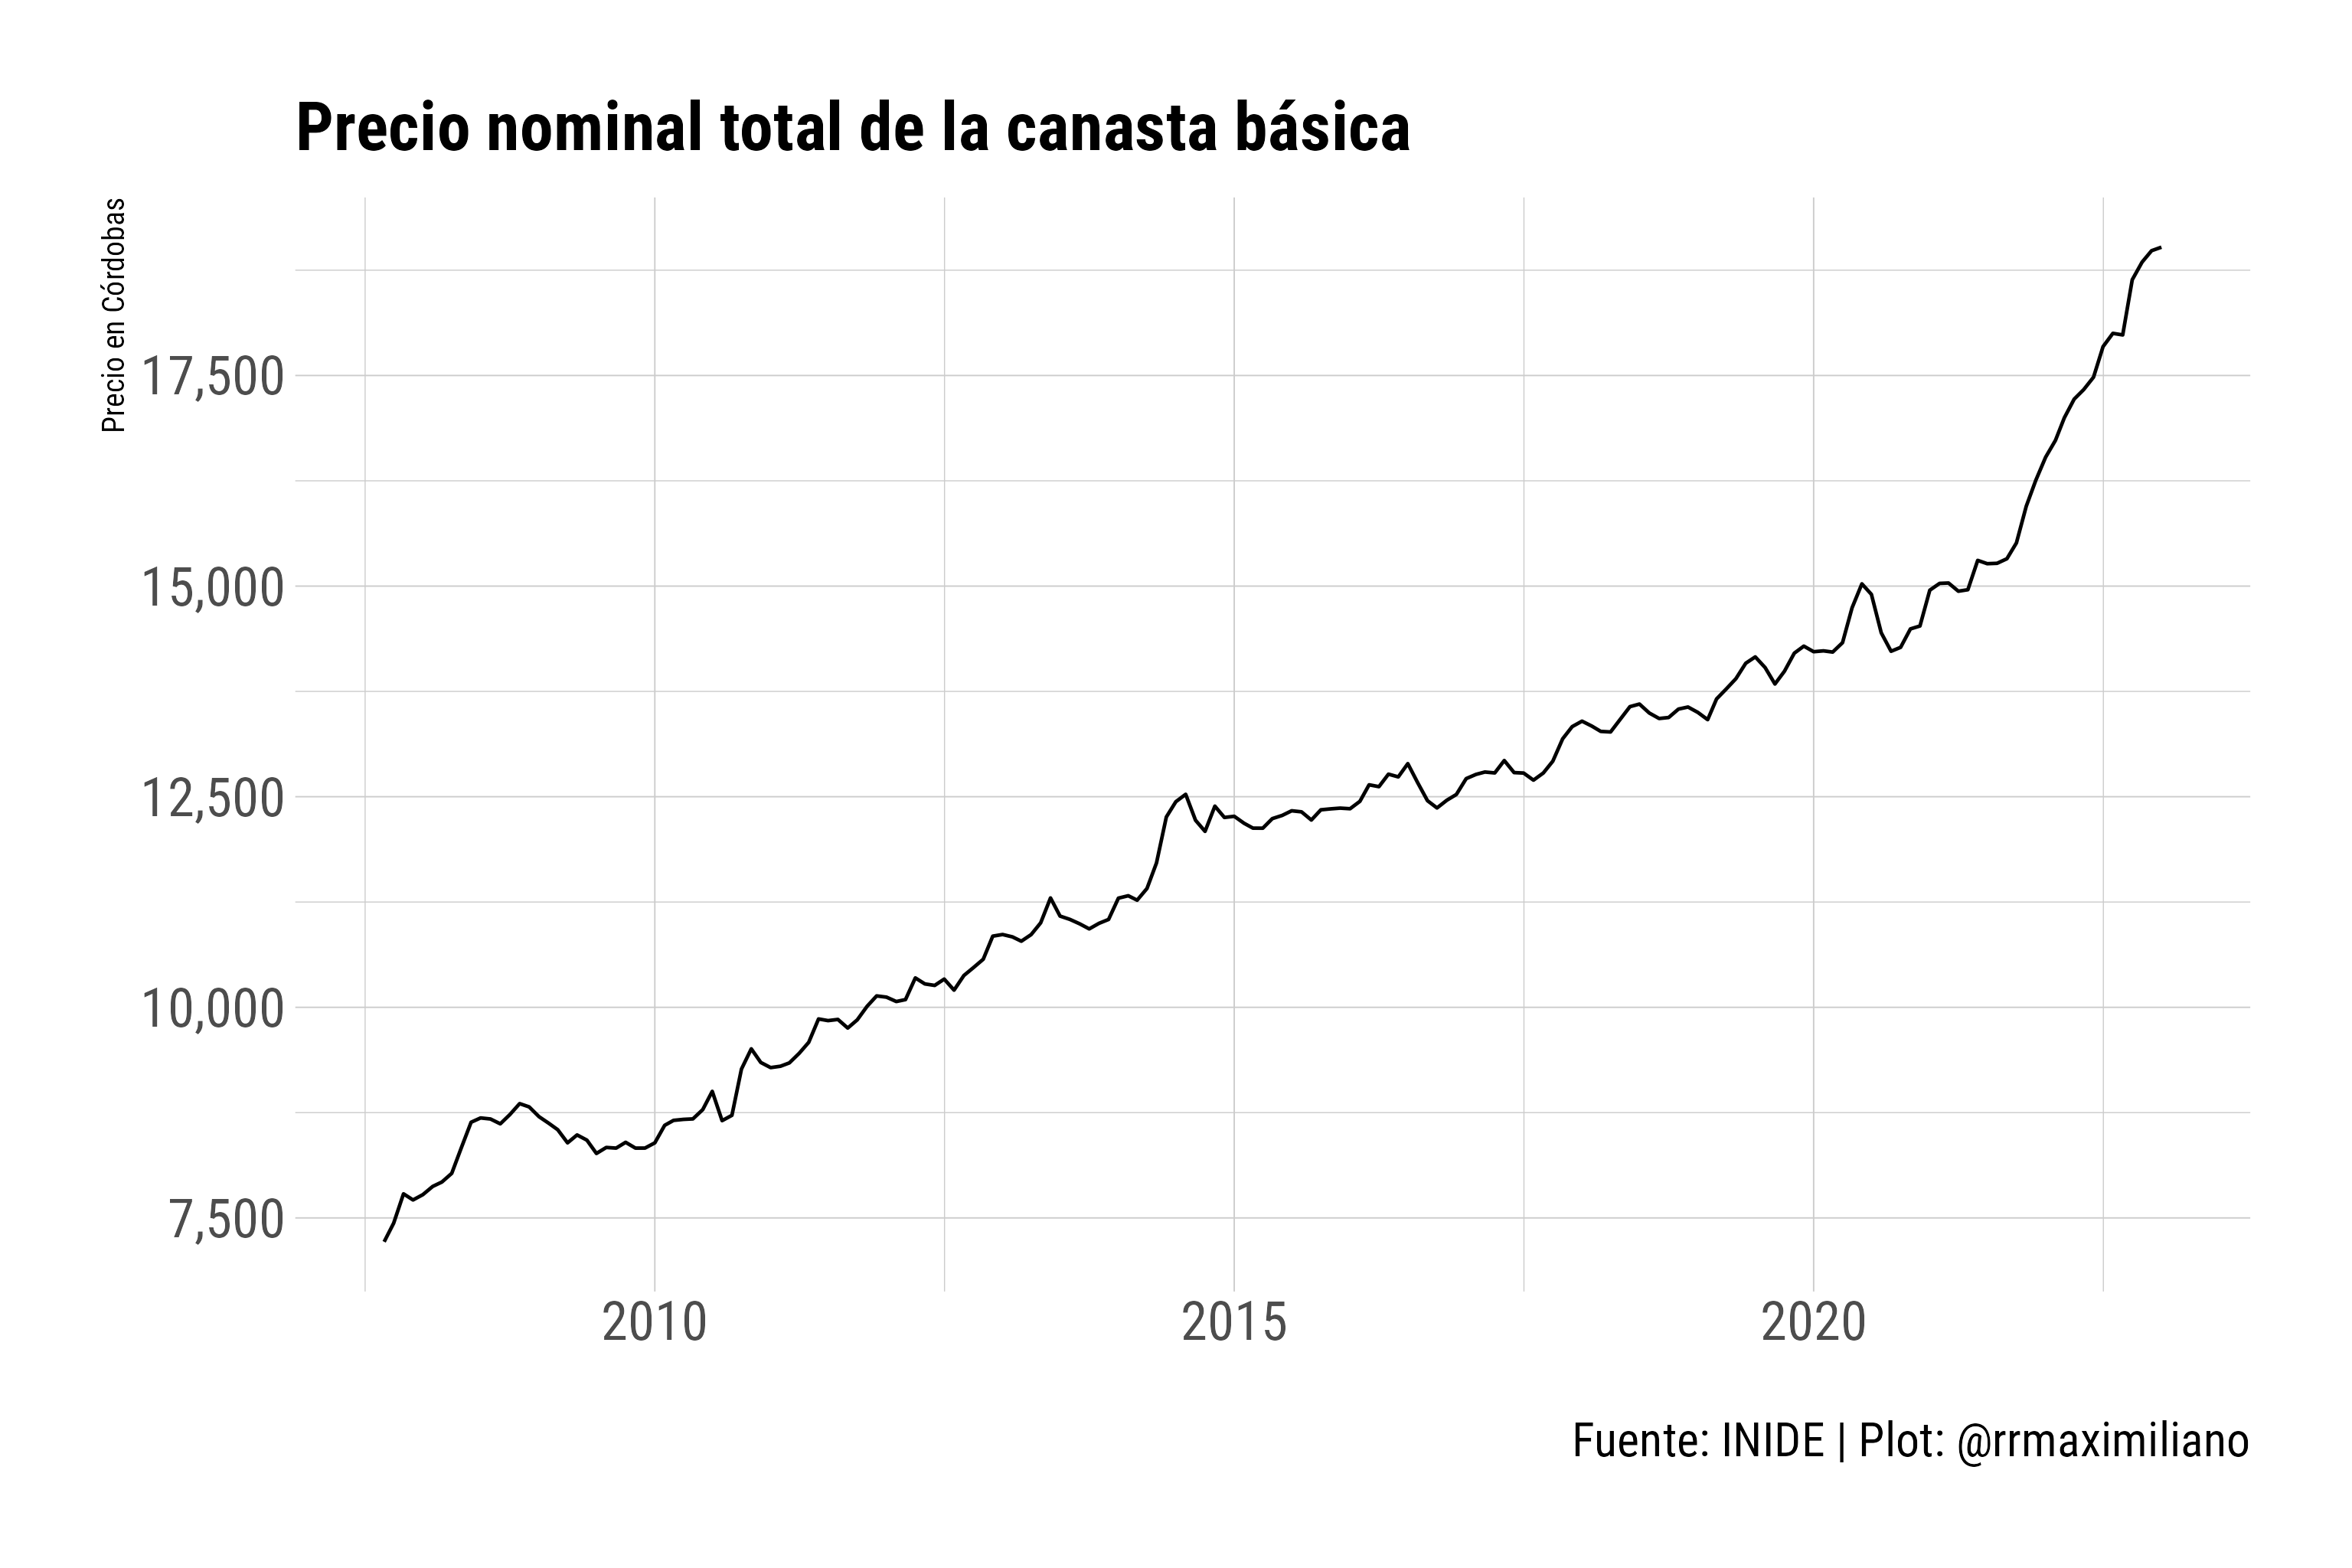 Precio nominal total de la canasta básica
Precio en Córdobas
17,500
15,000
12,500
10,000
7,500
2010 2015 2020
Fuente: INIDE | Plot: @rrmaximiliano